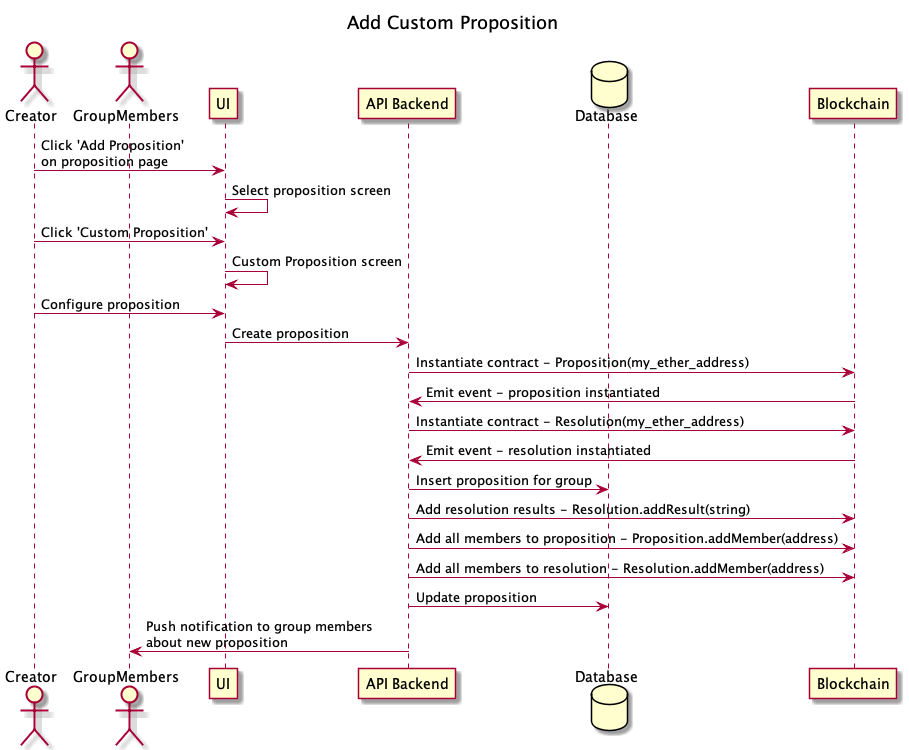 Add Custom Proposition
Creator
GroupMembers
UI
API Backend
Database
Blockchain
Click 'Add Proposition'
on proposition page
Select proposition screen
Click 'Custom Proposition'
Custom Proposition screen
Configure proposition
Create proposition
Instantiate contract - Proposition(my_ether_address)
Emit event - proposition instantiated
Instantiate contract - Resolution(my_ether_address)
Emit event - resolution instantiated
Insert proposition for group
Add resolution results - Resolution.addResult(string)
Add all members to proposition - Proposition.addMember(address)
Add all members to resolution - Resolution.addMember(address)
Update proposition
Push notification to group members
about new proposition
Creator
GroupMembers
UI
API Backend
Database
Blockchain